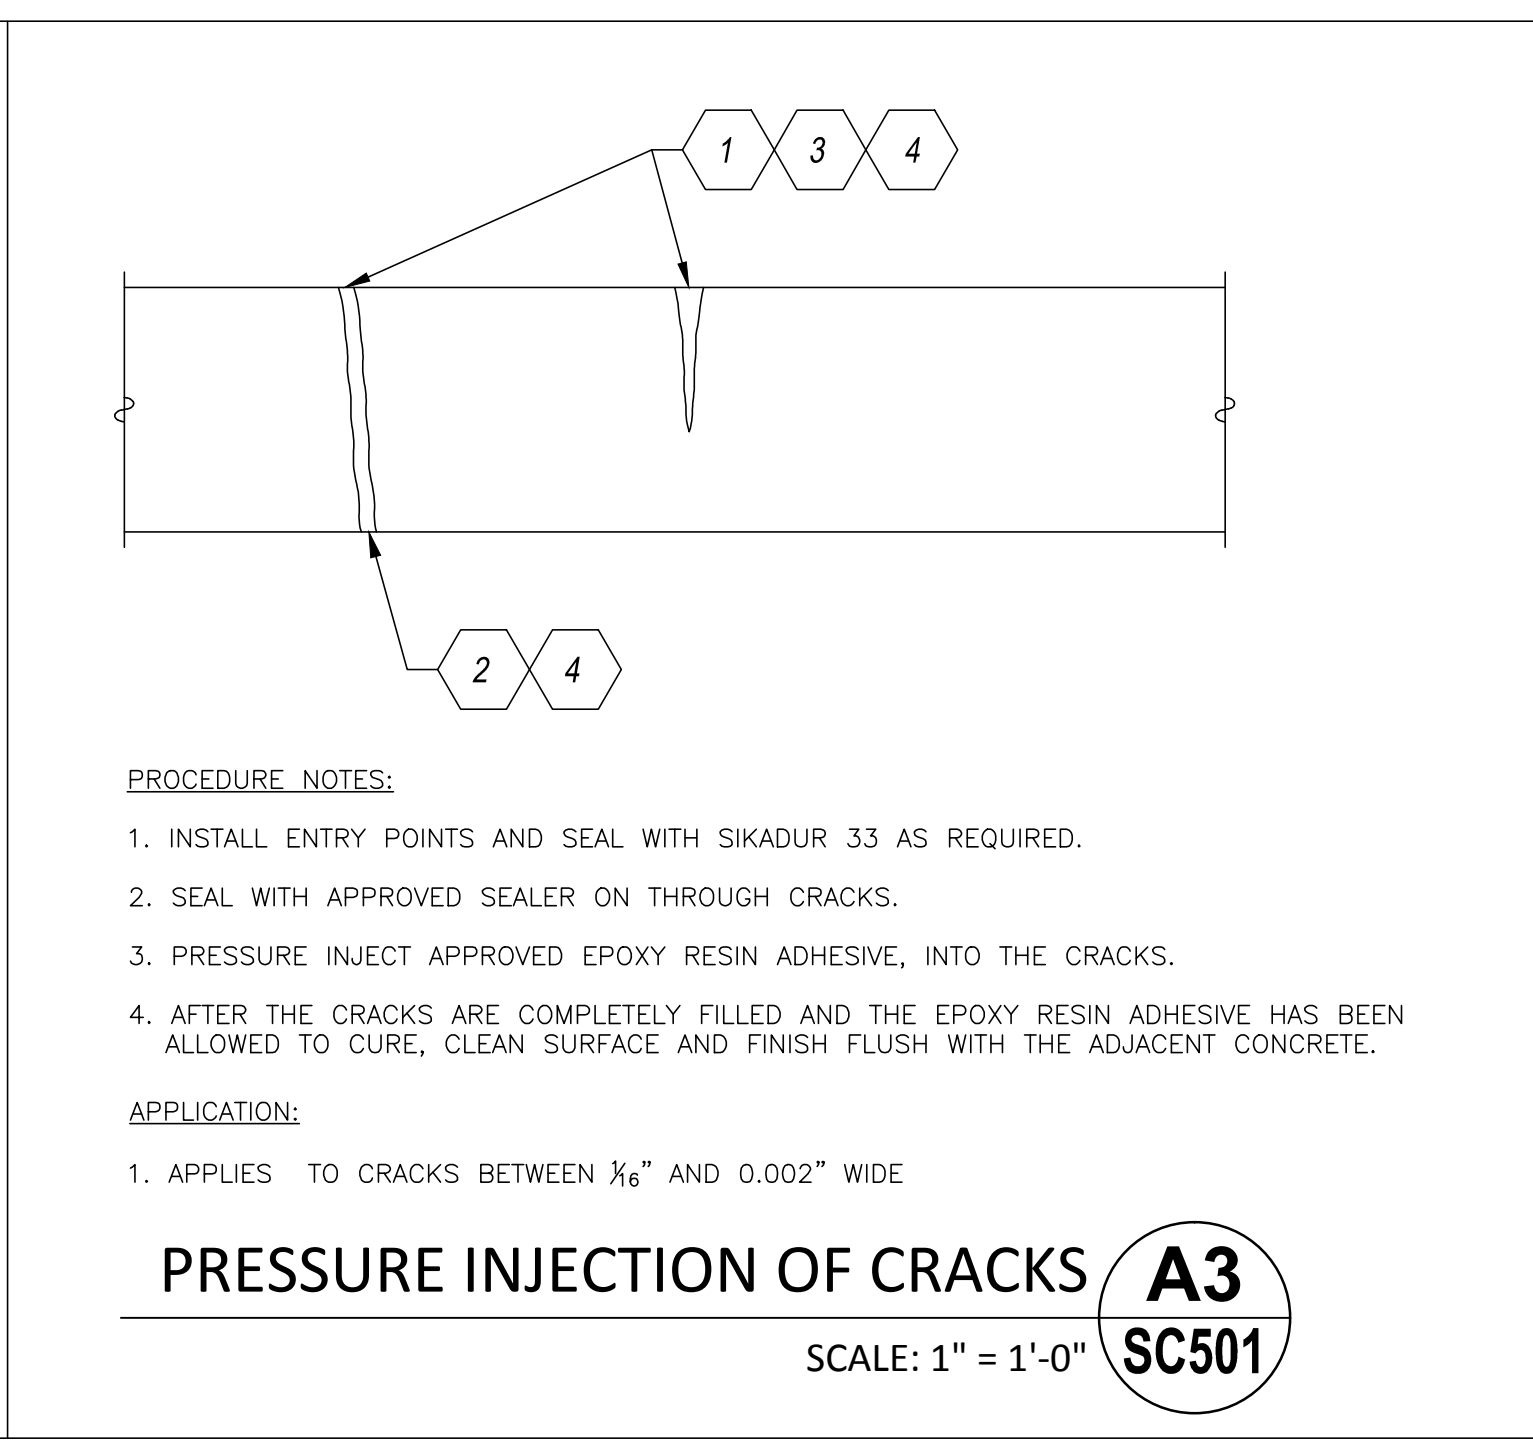 1 3 4
2 4
PROCEDURE NOTES:
1. INSTALL ENTRY POINTS AND SEAL WITH SIKADUR 33 AS REQUIRED.
2. SEAL WITH APPROVED SEALER ON THROUGH CRACKS.
3. PRESSURE INJECT APPROVED EPOXY RESIN ADHESIVE, INTO THE CRACKS.
4. AFTER THE CRACKS ARE COMPLETELY FILLED AND THE EPOXY RESIN ADHESIVE HAS BEEN
ALLOWED TO CURE, CLEAN SURFACE AND FINISH FLUSH WITH THE ADJACENT CONCRETE.
APPLICATION:
1. APPLIES TO CRACKS BETWEEN 1/16” AND 0.002” WIDE
PRESSURE INJECTION OF CRACKS
A3
SCALE: 1" = 1'-0"
SC501